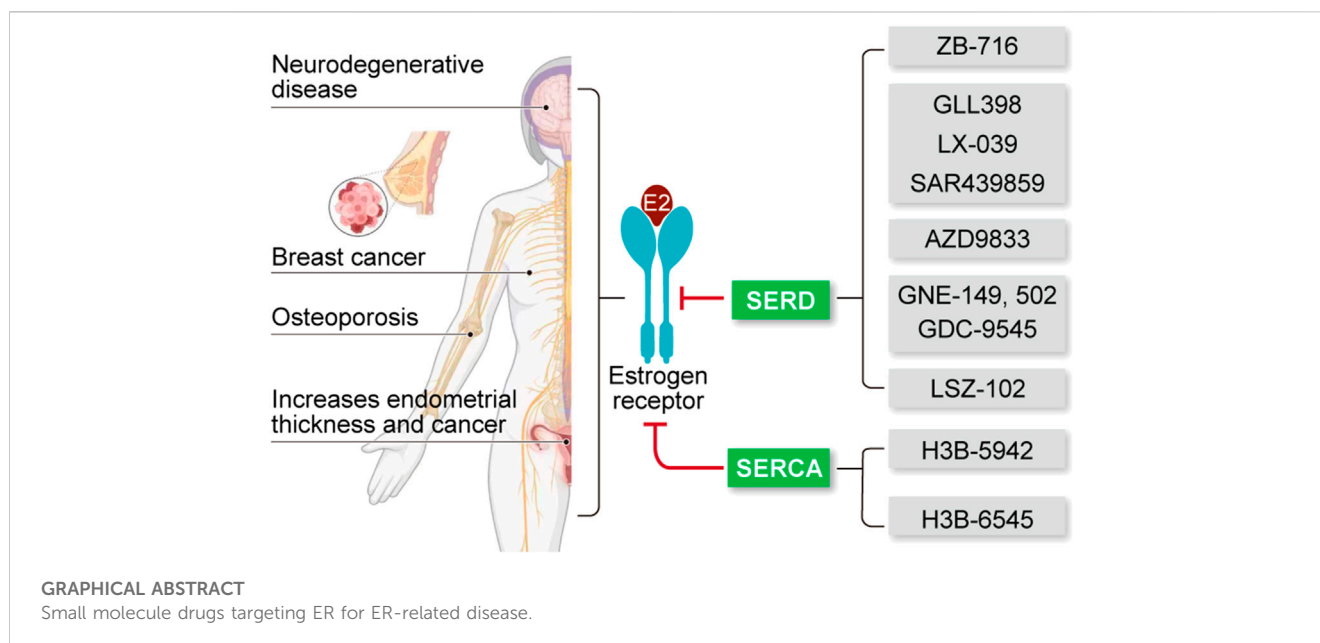 Neurodegenerative
disease
Breast cancer
Osteoporosis
Increases endometrial
thickness and cancer
E2
Estrogen
receptor
SERD
SERCA
ZB-716
GLL398
LX-039
SAR439859
AZD9833
GNE-149, 502
GDC-9545
LSZ-102
H3B-5942
H3B-6545
GRAPHICAL ABSTRACT
Small molecule drugs targeting ER for ER-related disease.